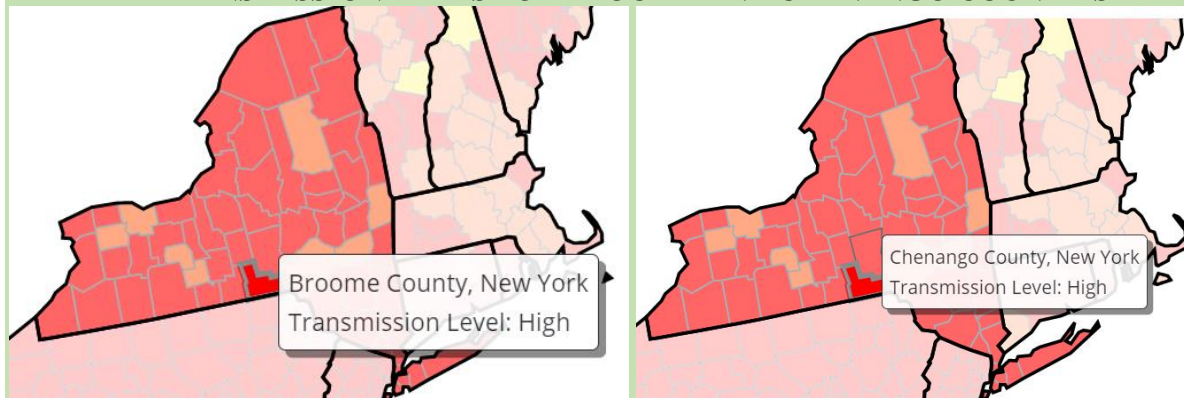 Broome County, New York
Transmission Level: High
Chenango County, New York
Transmission Level: High